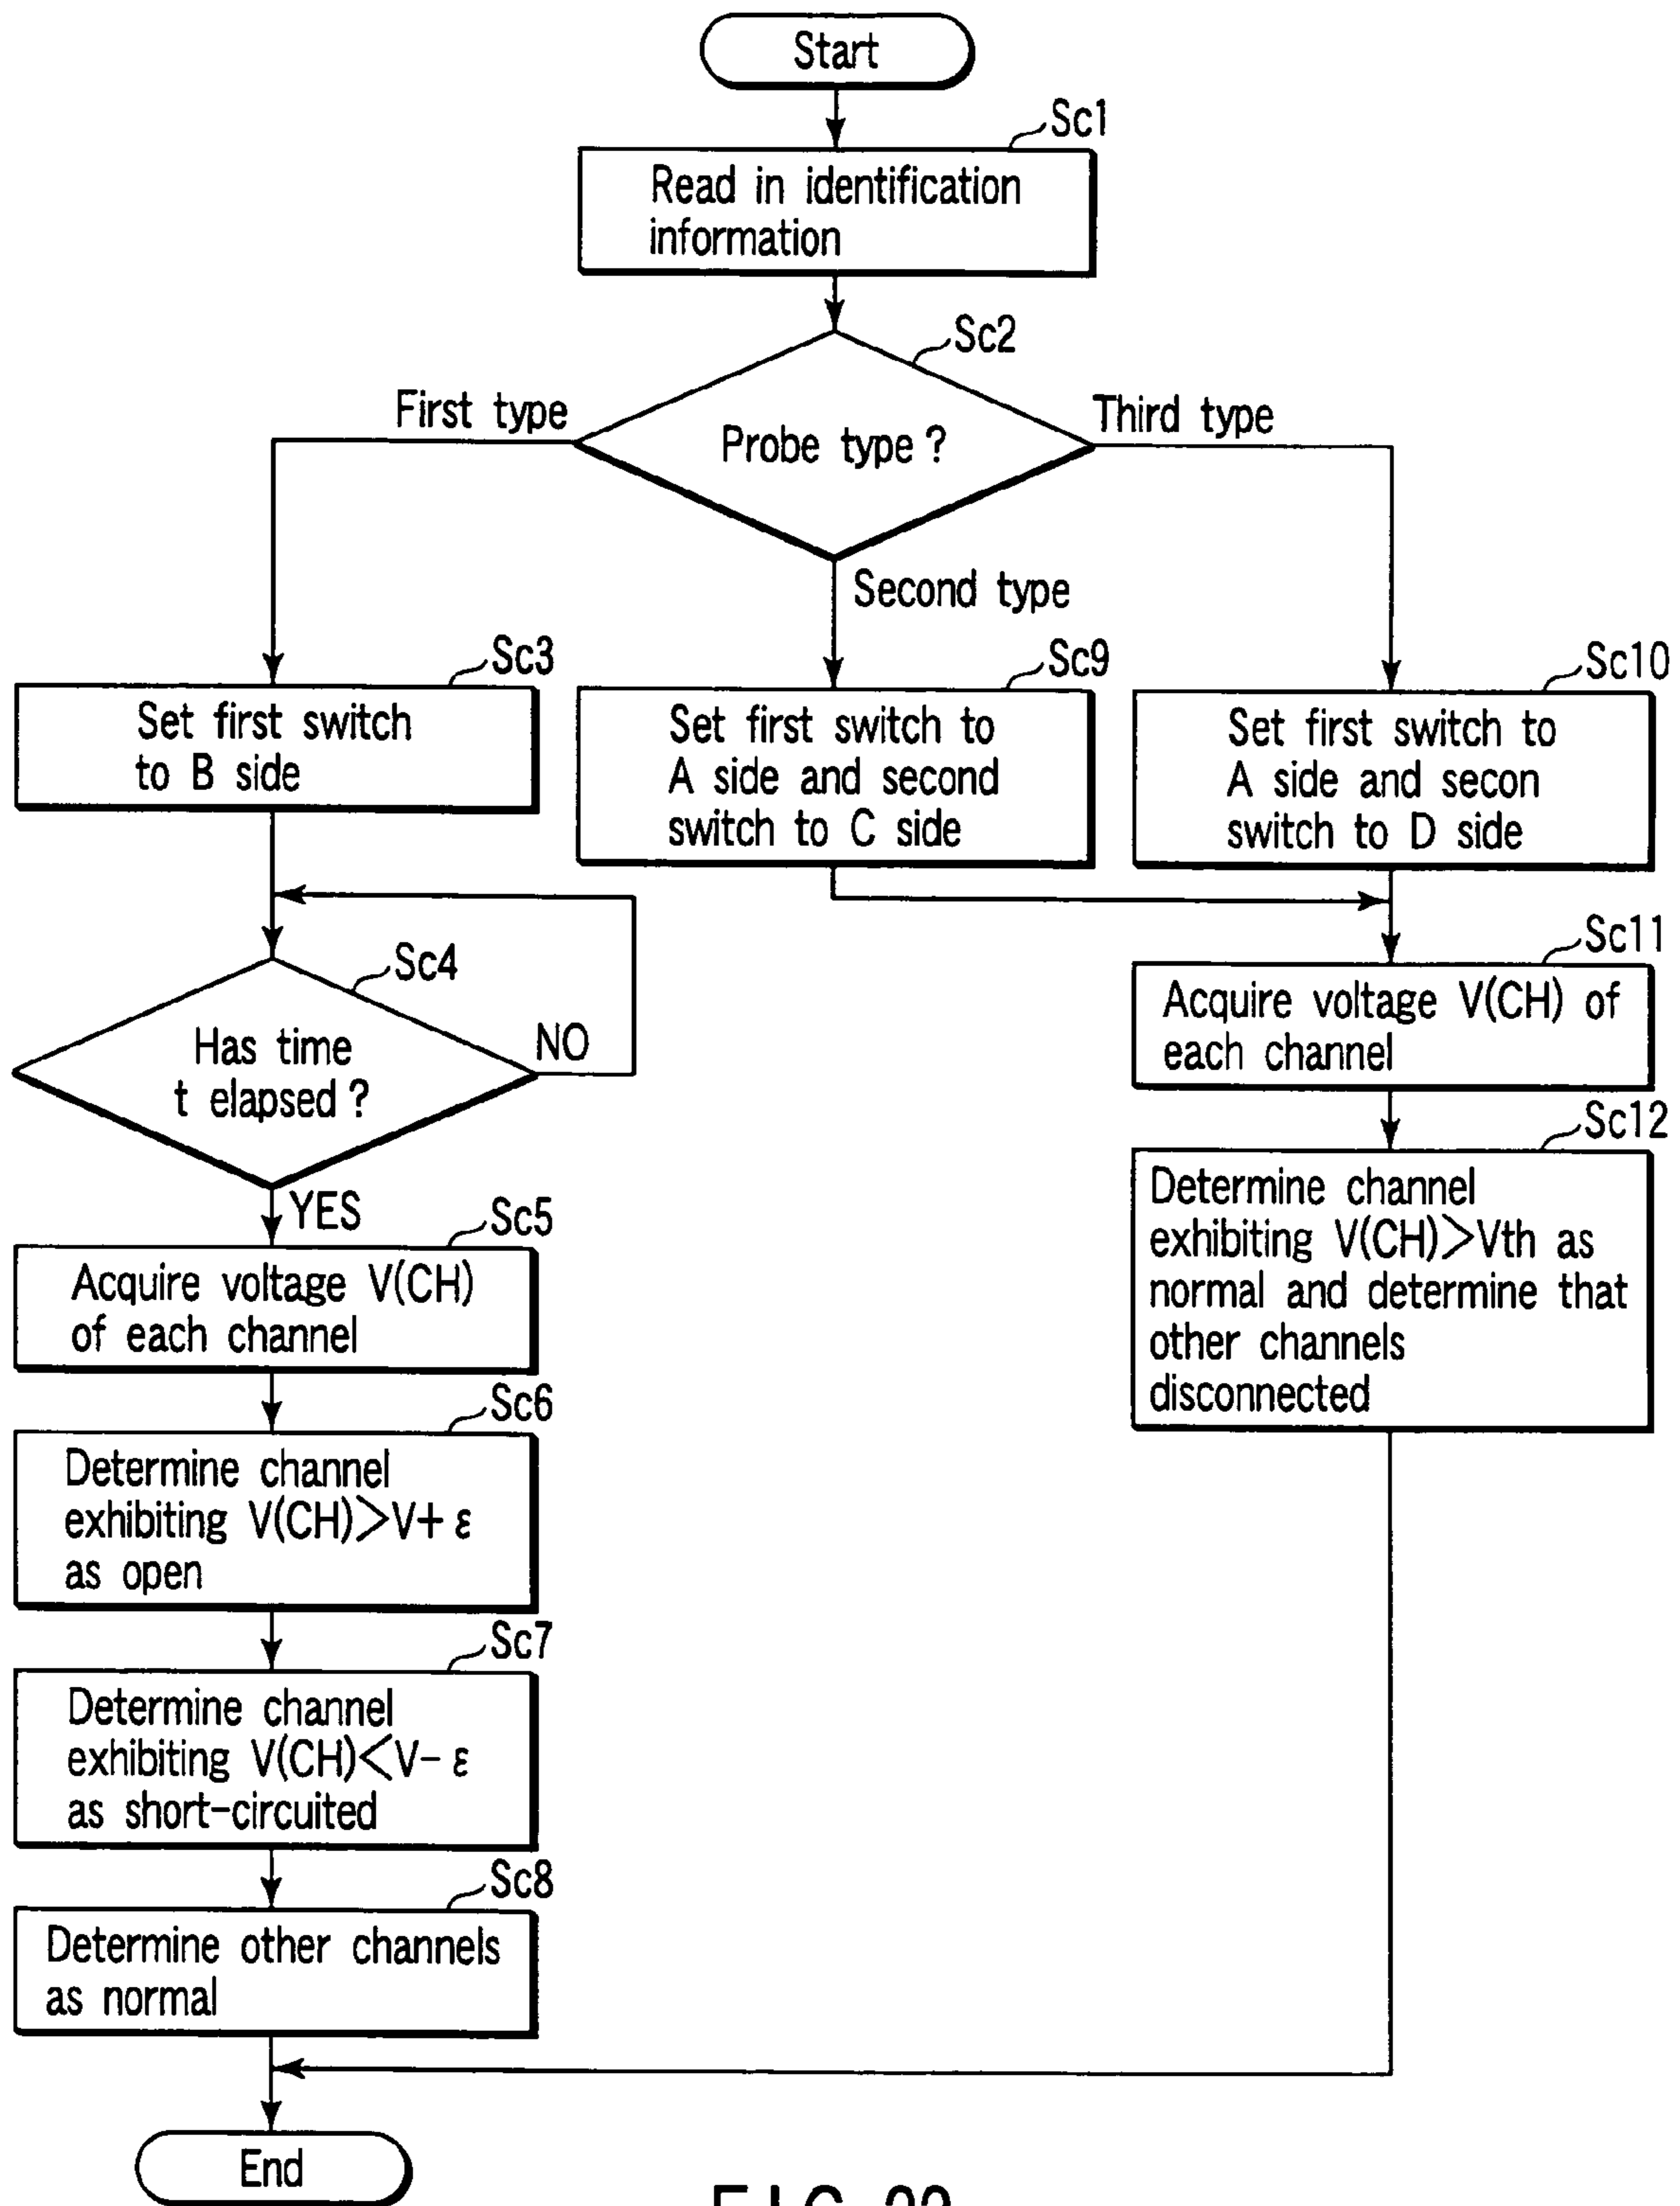 Start
Sc1
Read in identification
information
Sc2
First type
Probe type ?
Third type
Second type
Sc3
Set first switch
to B side
Sc9
Set first switch to
A side and second
switch to C side
Sc10
Set first switch to
A side and secon
switch to D side
Sc4
Has time
t elapsed ?
NO
YES
Sc11
Acquire voltage V(CH) of
each channel
Sc12
Determine channel
exhibiting V(CH)>Vth as
normal and determine that
other channels
disconnected
Sc5
Acquire voltage V(CH)
of each channel
Sc6
Determine channel
exhibiting V(CH)>V+ ε
as open
Sc7
Determine channel
exhibiting V(CH)<V- ε
as short-circuited
Sc8
Determine other channels
as normal
End